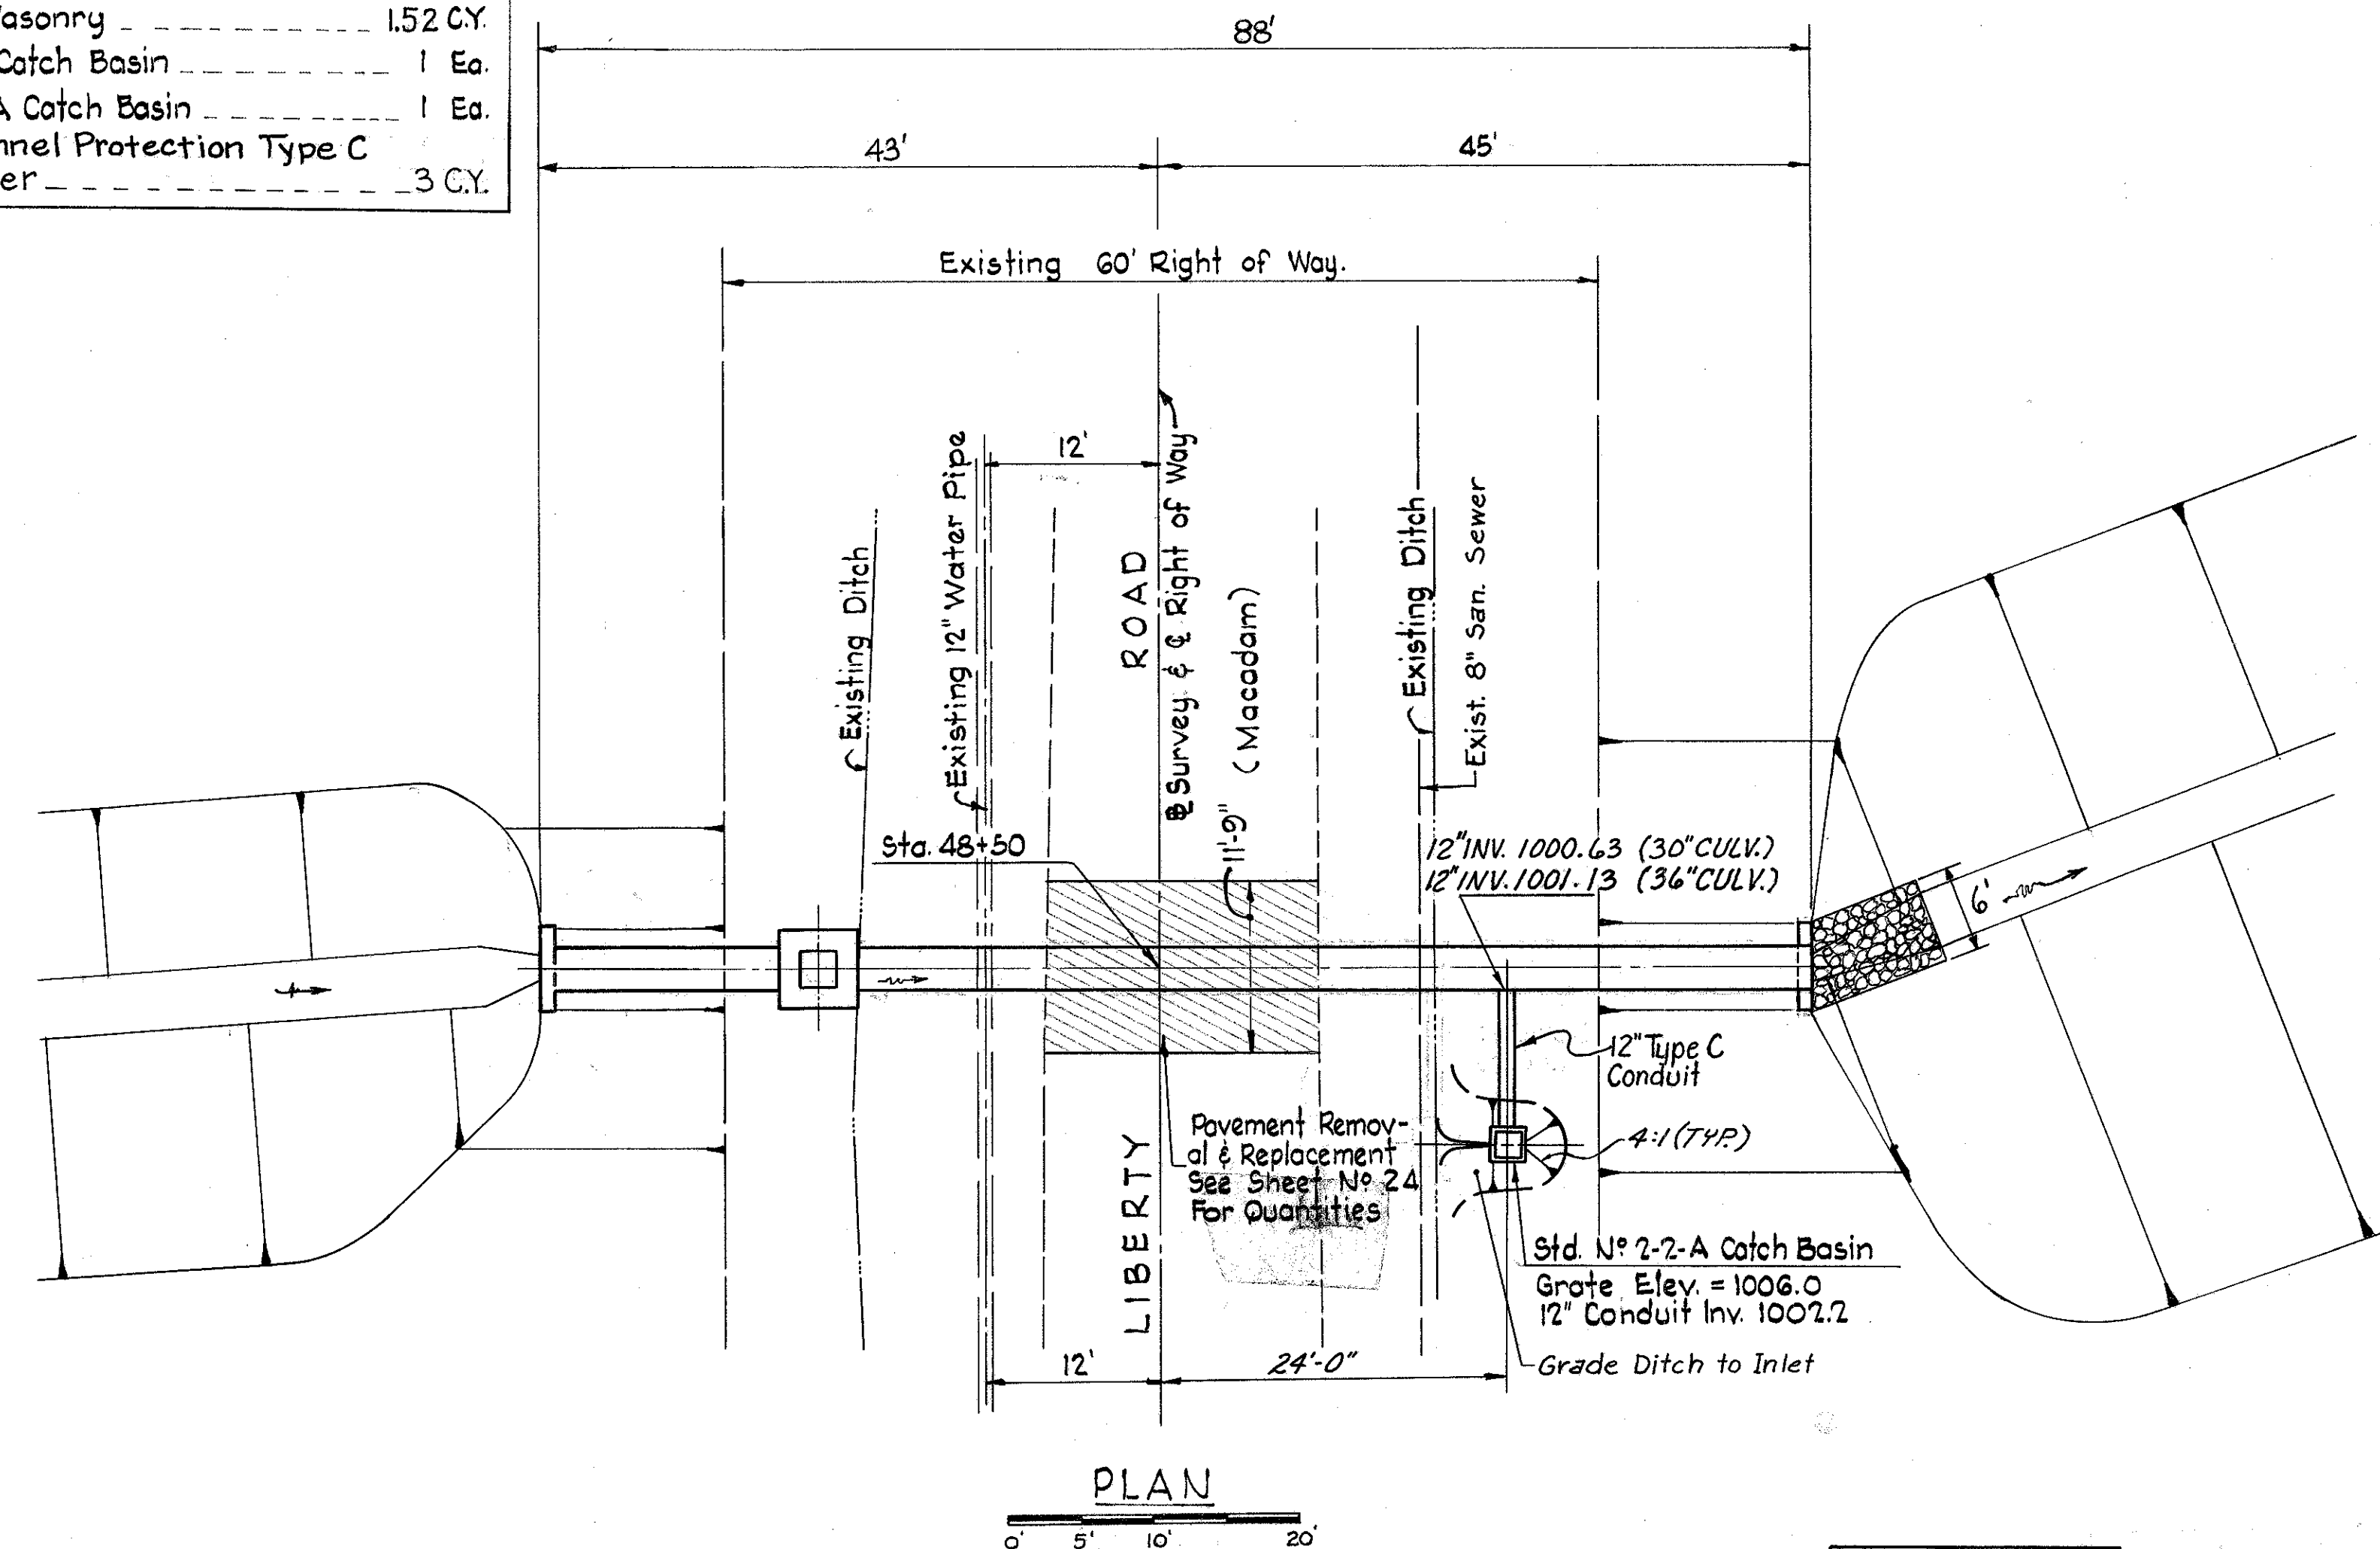 asonry 1.52 C.Y.
Catch Basin 1 Ea.
A Catch Basin 1 Ea.
nnel Protection Type C
er 3 C.Y.
88'
43'
45'
Existing 60' Right of Way.
12'
Existing Ditch
Existing 12" Water Pipe
ROAD
℄ Survey & ℄ Right of Way
(Macadam)
Existing Ditch
Exist. 8" San. Sewer
Sta. 48+50
11'-9"
12" INV. 1000.63 (30" CULV.)
12" INV. 1001.13 (36" CULV.)
6'
12" Type C
Conduit
4:1 (TYP.)
Pavement Remov-
al & Replacement
See Sheet Nº 24
For Quantities
LIBERTY
Std. Nº 2-2-A Catch Basin
Grate Elev. = 1006.0
12" Conduit Inv. 1002.2
Grade Ditch to Inlet
12'
24'-0"
PLAN
0' 5' 10' 20'